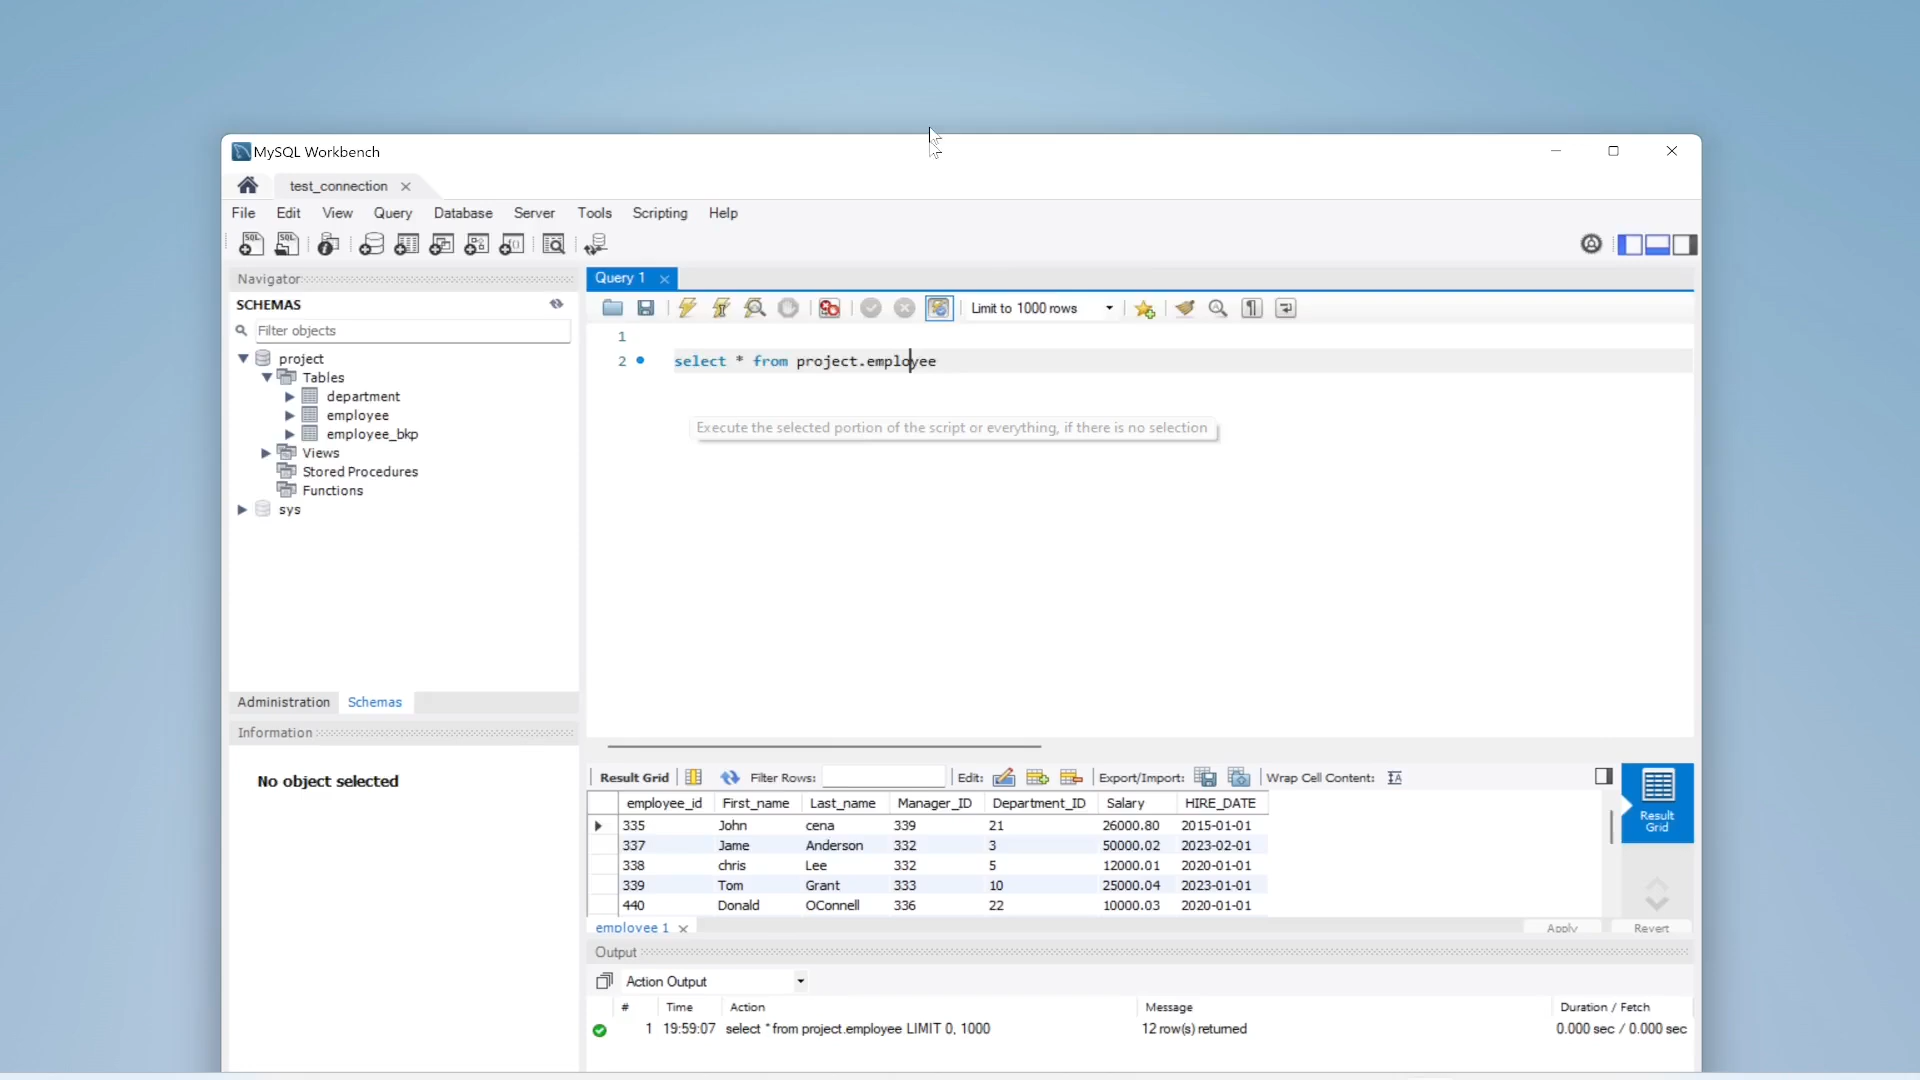 MySQL Workbench
test_connection
File Edit View Query Database Server Tools Scripting Help
Navigator
SCHEMAS
Filter objects
project
Tables
department
employee
employee_bkp
Views
Stored Procedures
Functions
sys
Administration Schemas
Information
No object selected
Query 1
Limit to 1000 rows
1
2 select * from project.employee
Execute the selected portion of the script or everything, if there is no selection
Result Grid Filter Rows: Edit: Export/Import: Wrap Cell Content:
employee_id First_name Last_name Manager_ID Department_ID Salary HIRE_DATE
335 John cena 339 21 26000.80 2015-01-01
337 Jame Anderson 332 3 50000.02 2023-02-01
338 chris Lee 332 5 12000.01 2020-01-01
339 Tom Grant 333 10 25000.04 2023-01-01
440 Donald OConnell 336 22 10000.03 2020-01-01
Result
Grid
employee 1 Apply Revert
Output
Action Output
# Time Action Message Duration / Fetch
1 19:59:07 select * from project.employee LIMIT 0, 1000 12 row(s) returned 0.000 sec / 0.000 sec